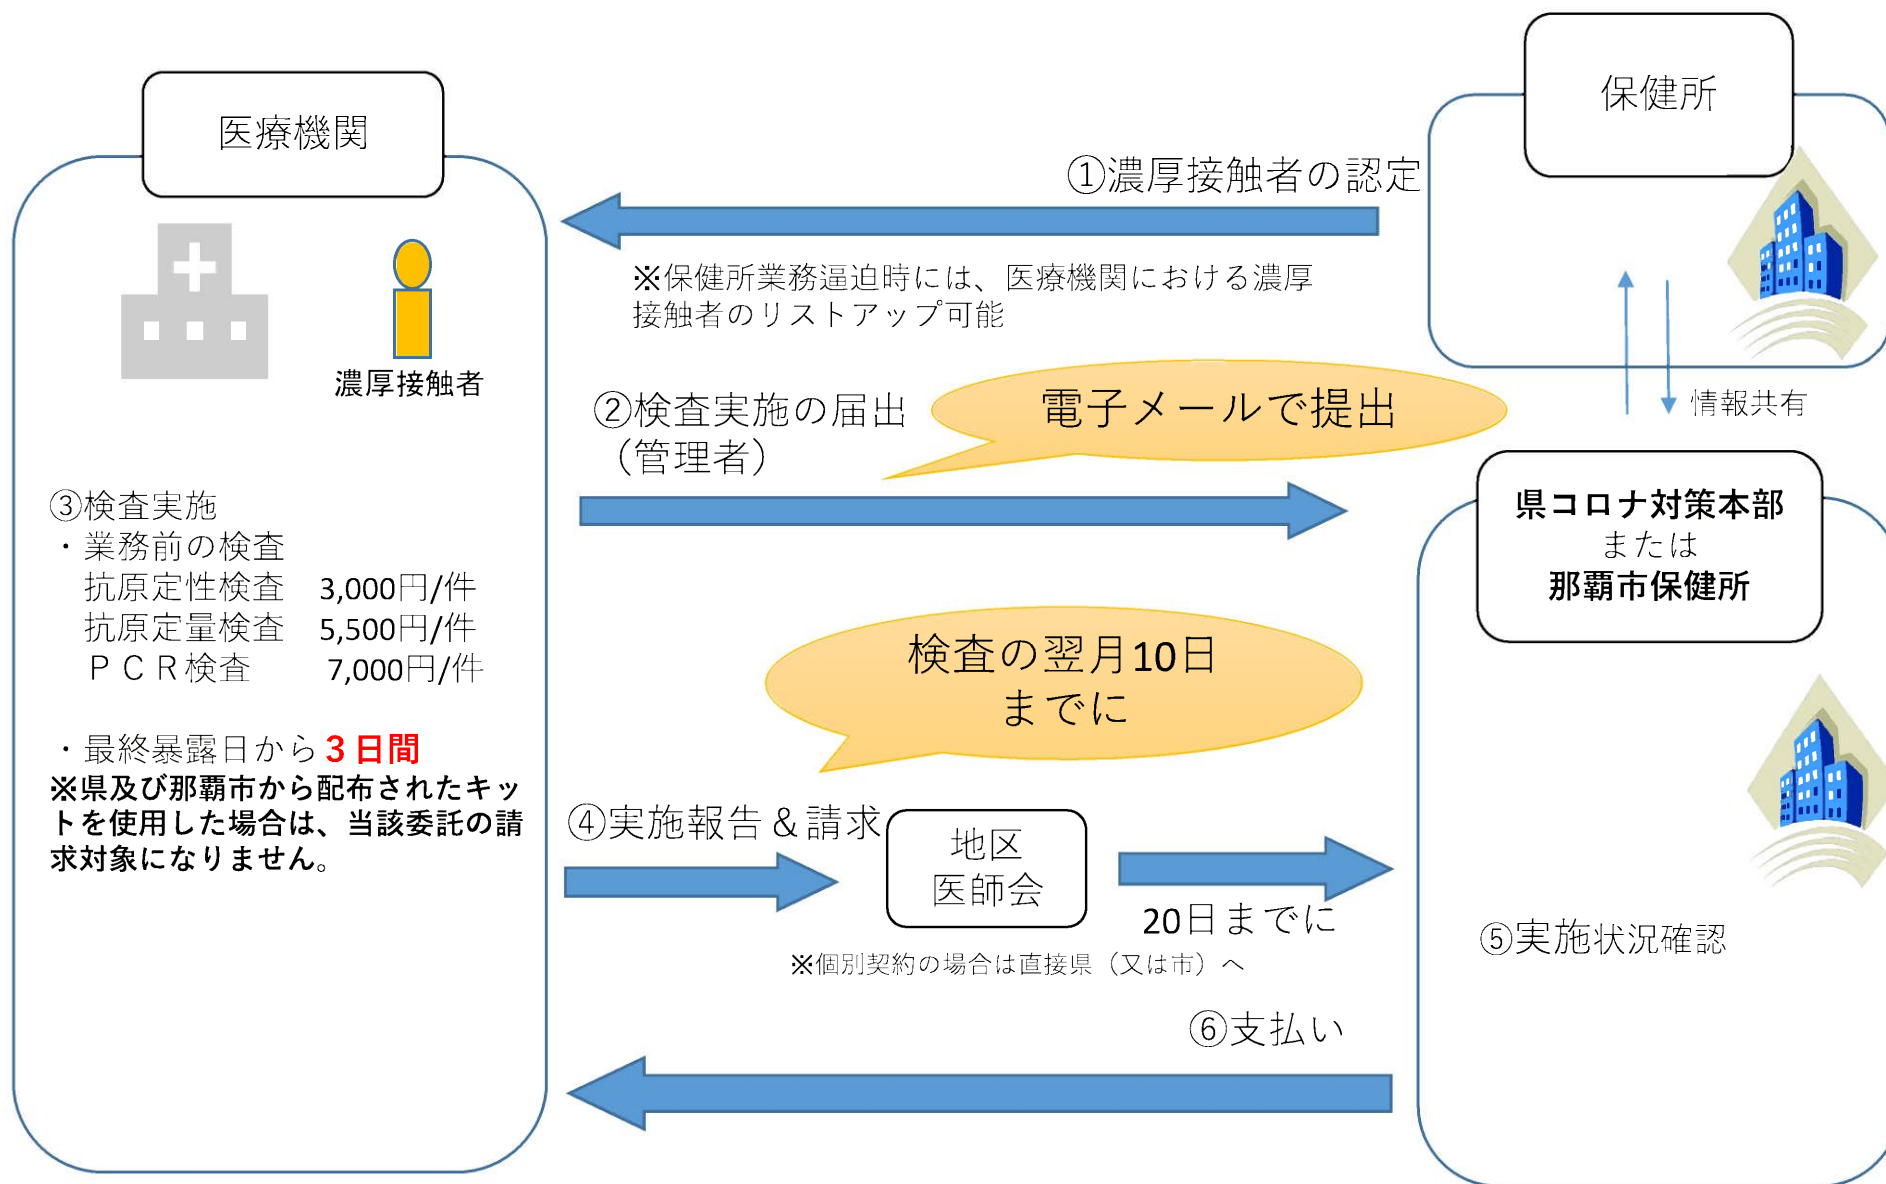 医療機関
濃厚接触者
③検査実施
・業務前の検査
抗原定性検査 3,000円/件
抗原定量検査 5,500円/件
ＰＣＲ検査 7,000円/件
・最終暴露日から３日間
※県及び那覇市から配布されたキッ
トを使用した場合は、当該委託の請
求対象になりません。
①濃厚接触者の認定
※保健所業務逼迫時には、医療機関における濃厚
接触者のリストアップ可能
②検査実施の届出
（管理者）
電子メールで提出
検査の翌月10日
までに
④実施報告＆請求
地区
医師会
20日までに
※個別契約の場合は直接県（又は市）へ
⑥支払い
保健所
情報共有
県コロナ対策本部
または
那覇市保健所
⑤実施状況確認